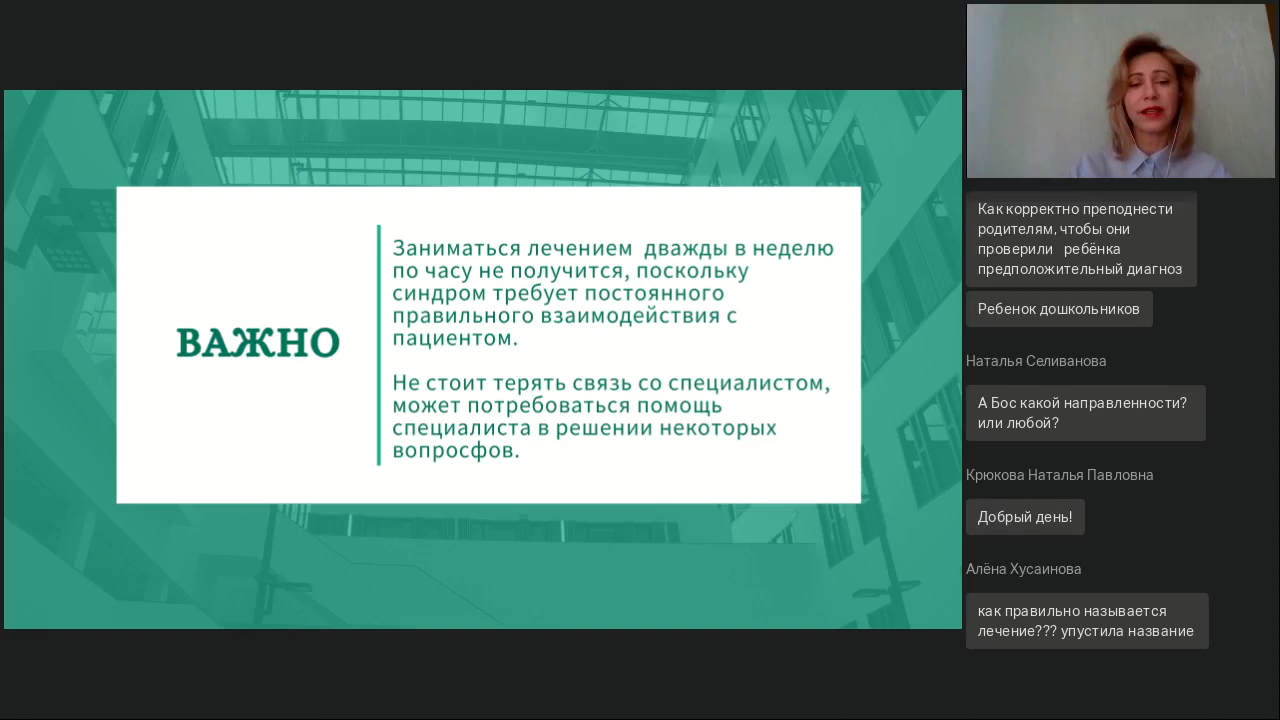 ВАЖНО
Заниматься лечением дважды в неделю
по часу не получится, поскольку
синдром требует постоянного
правильного взаимодействия с
пациентом.
Не стоит терять связь со специалистом,
может потребоваться помощь
специалиста в решении некоторых
вопросфов.
Как корректно преподнести
родителям, чтобы они
проверили ребёнка
предположительный диагноз
Ребенок дошкольников
Наталья Селиванова
А Бос какой направленности?
или любой?
Крюкова Наталья Павловна
Добрый день!
Алёна Хусаинова
как правильно называется
лечение??? упустила название